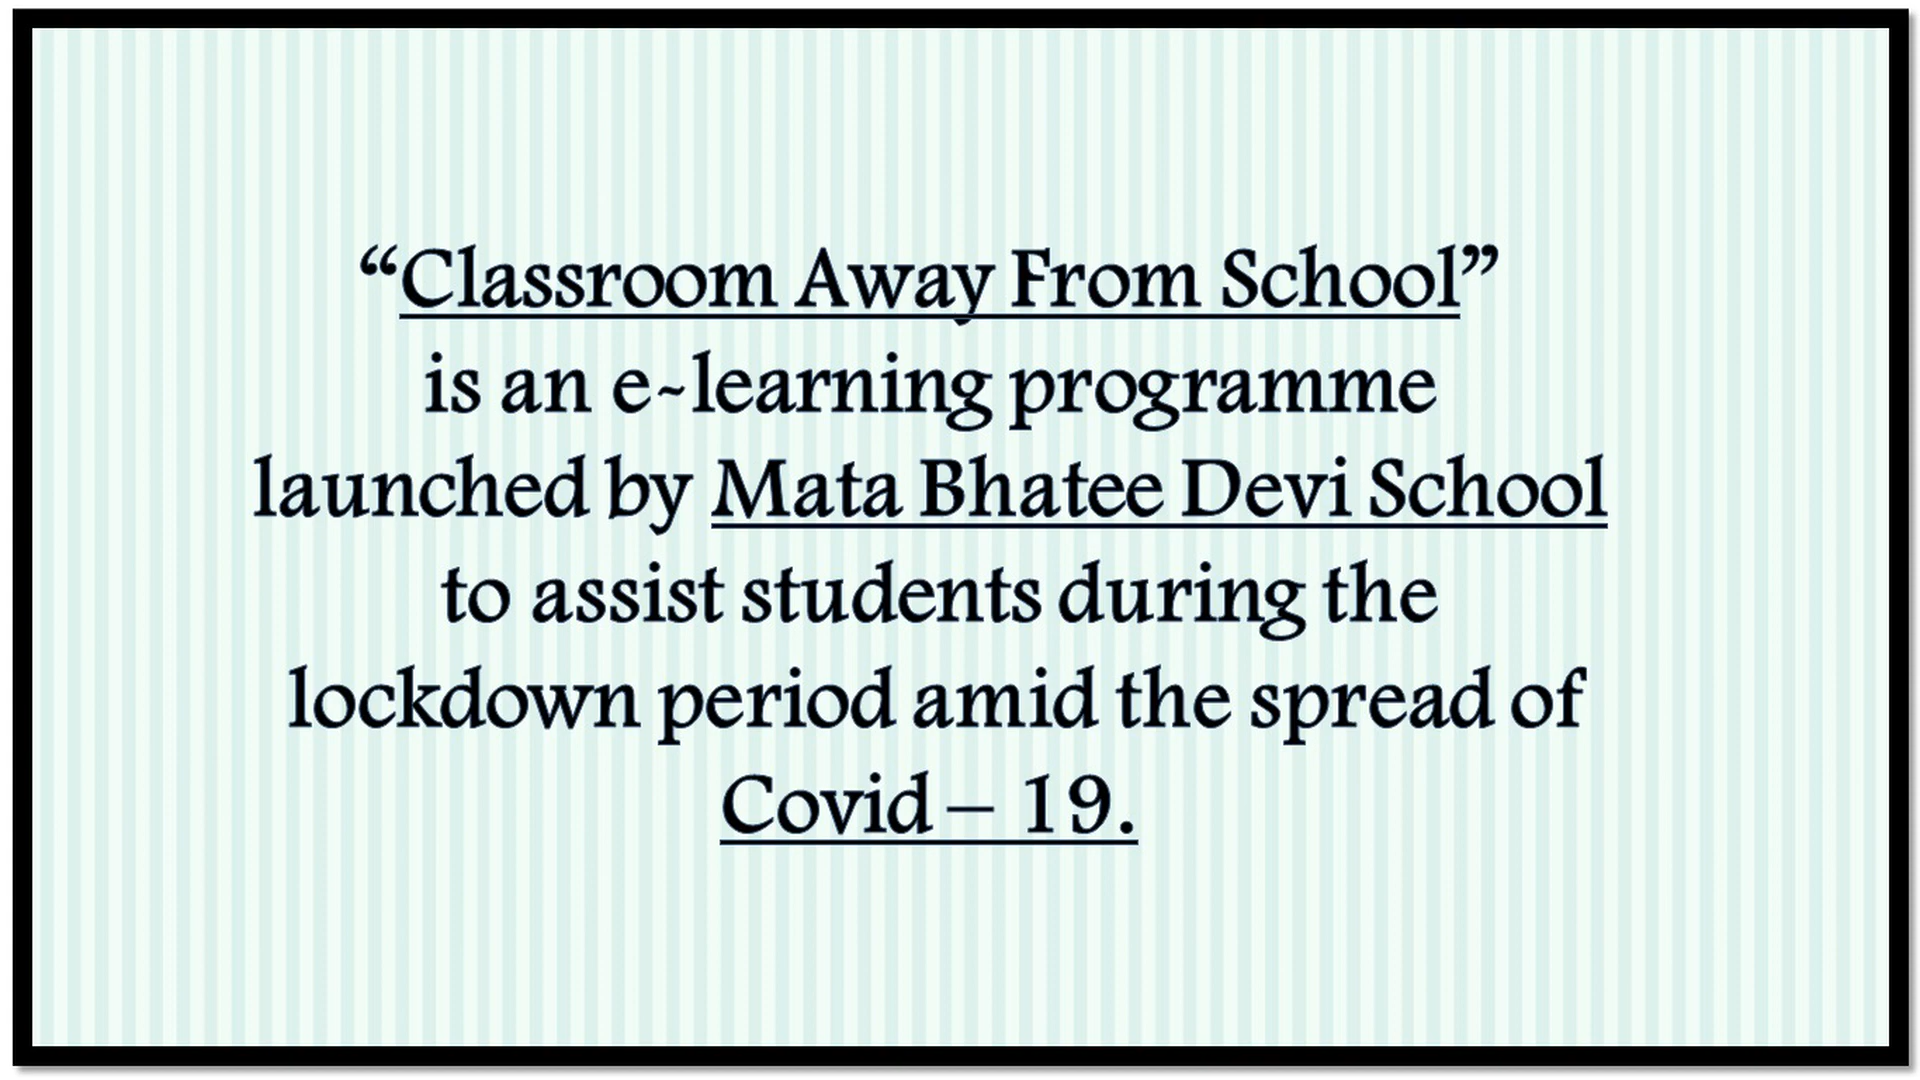 “Classroom Away From School”
is an e-learning programme
launched by Mata Bhatee Devi School
to assist students during the
lockdown period amid the spread of
Covid – 19.